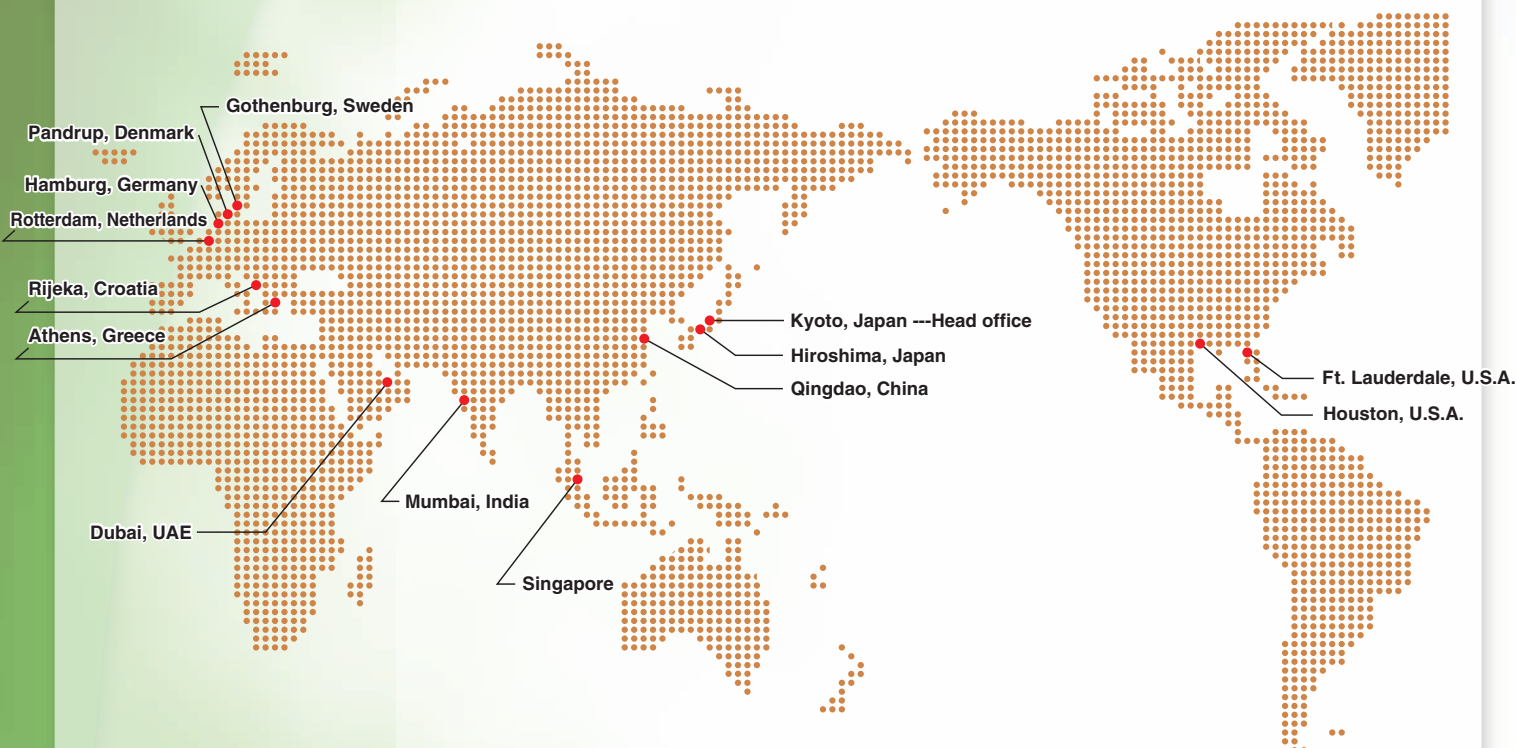 Gothenburg, Sweden
Pandrup, Denmark
Hamburg, Germany
Rotterdam, Netherlands
Rijeka, Croatia
Athens, Greece
Kyoto, Japan ---Head office
Hiroshima, Japan
Qingdao, China
Ft. Lauderdale, U.S.A.
Houston, U.S.A.
Mumbai, India
Dubai, UAE
Singapore